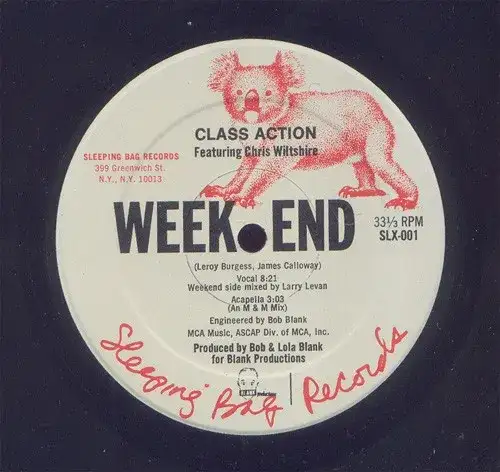 CLASS ACTION
Featuring Chris Wiltshire
SLEEPING BAG RECORDS
399 Greenwich St.
N.Y., N.Y. 10013
WEEK END
33⅓ RPM
SLX-001
(Leroy Burgess, James Calloway)
Vocal 8:21
Weekend side mixed by Larry Levan
Acapella 3:03
(An M & M Mix)
Engineered by Bob Blank
MCA Music, ASCAP Div. of MCA, Inc.
Produced by Bob & Lola Blank
for Blank Productions
BLANK Productions
Sleeping Bag Records